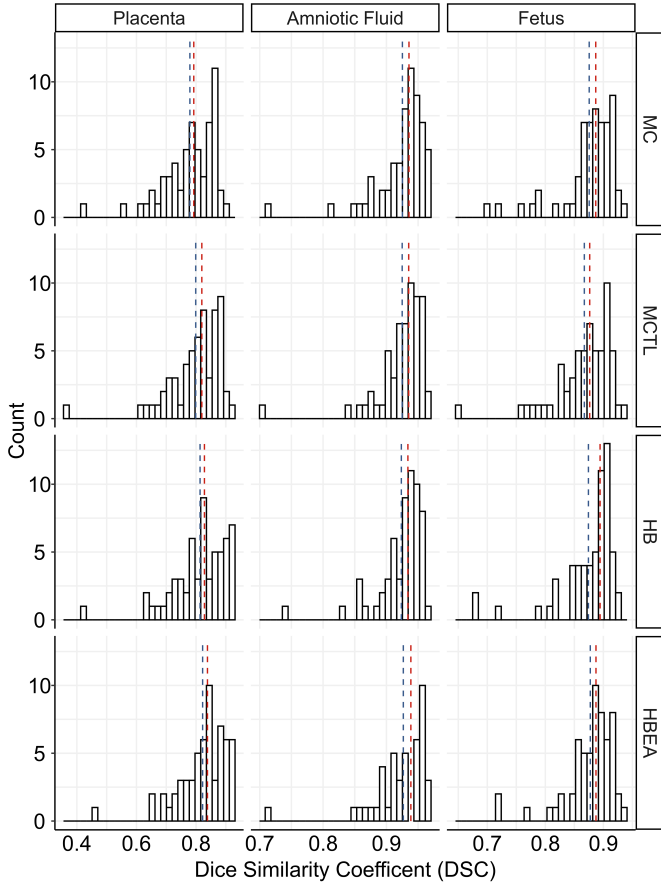 Placenta Amniotic Fluid Fetus
10
5
0
MC
10
5
0
MCTL
10
5
0
HB
10
5
0
HBEA
Count
0.4 0.6 0.8 0.7 0.8 0.9 0.7 0.8 0.9
Dice Similarity Coefficent (DSC)